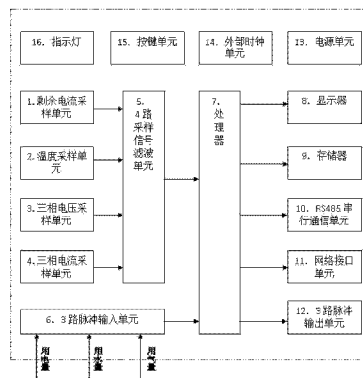 16. 指示灯
15. 按键单元
14. 外部时钟
单元
13. 电源单元
1.剩余电流采
样单元
2.温度采样单
元
3.三相电压采
样单元
4.三相电流采
样单元
5.
4路
采样
信号
滤波
单元
7.
处
理
器
8. 显示器
9. 存储器
10. RS485串
行通信单元
11. 网络接口
单元
12. 3路脉冲
输出单元
6. 3路脉冲输入单元
用电量
用水量
用气量